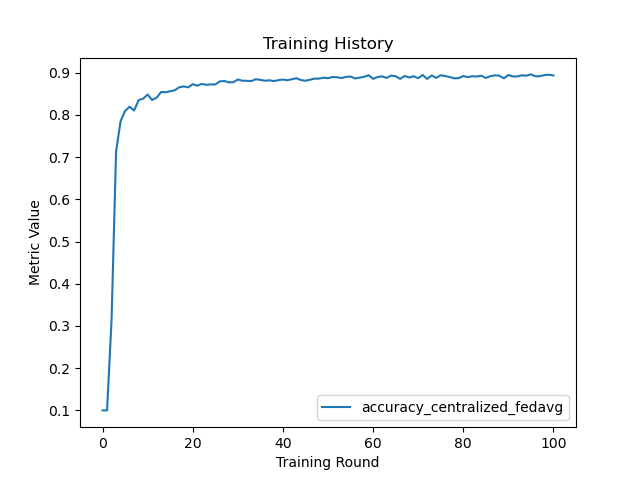 Training History
Metric Value
0.9
0.8
0.7
0.6
0.5
0.4
0.3
0.2
0.1
accuracy_centralized_fedavg
0 20 40 60 80 100
Training Round